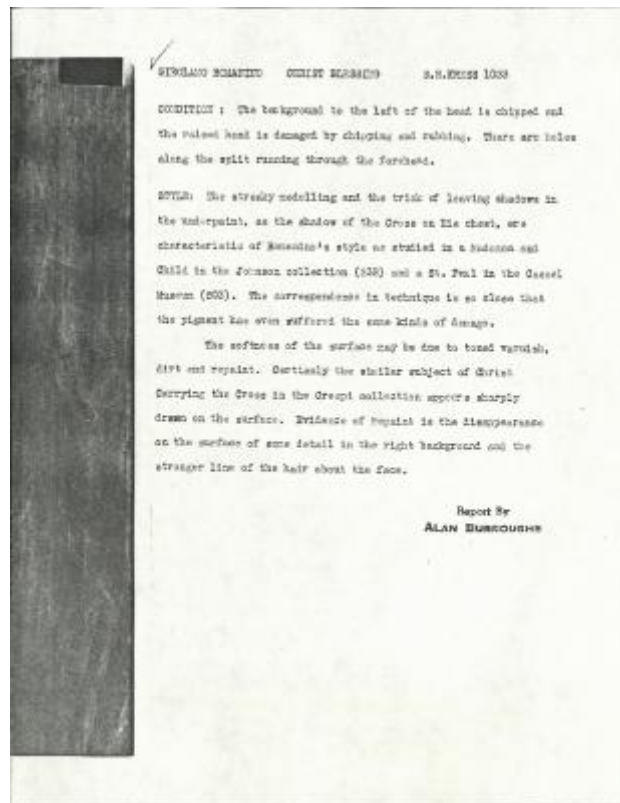 GIROLAMO ROMANINO CHRIST BLESSING S.H.KRESS 1033
CONDITION : The background to the left of the head is chipped and
the raised hand is damaged by chipping and rubbing. There are holes
along the split running through the forehead.
STYLE: The streaky modelling and the trick of leaving shadows in
the underpaint, as the shadow of the Cross on His chest, are
characteristic of Romanino's style as studied in a Madonna and
Child in the Johnson collection and a St. Paul in the Cassel
Museum. The correspondence in technique is so close that
the pigment has even suffered the same kinds of damage.
The softness of the surface may be due to toned varnish,
dirt and repaint. Certainly the similar subject of Christ
Carrying the Cross in the Crespi collection appears sharply
drawn on the surface. Evidence of repaint is the disappearance
on the surface of some detail in the right background and the
stronger line of the hair about the face.
Report By
ALAN BURROUGHS